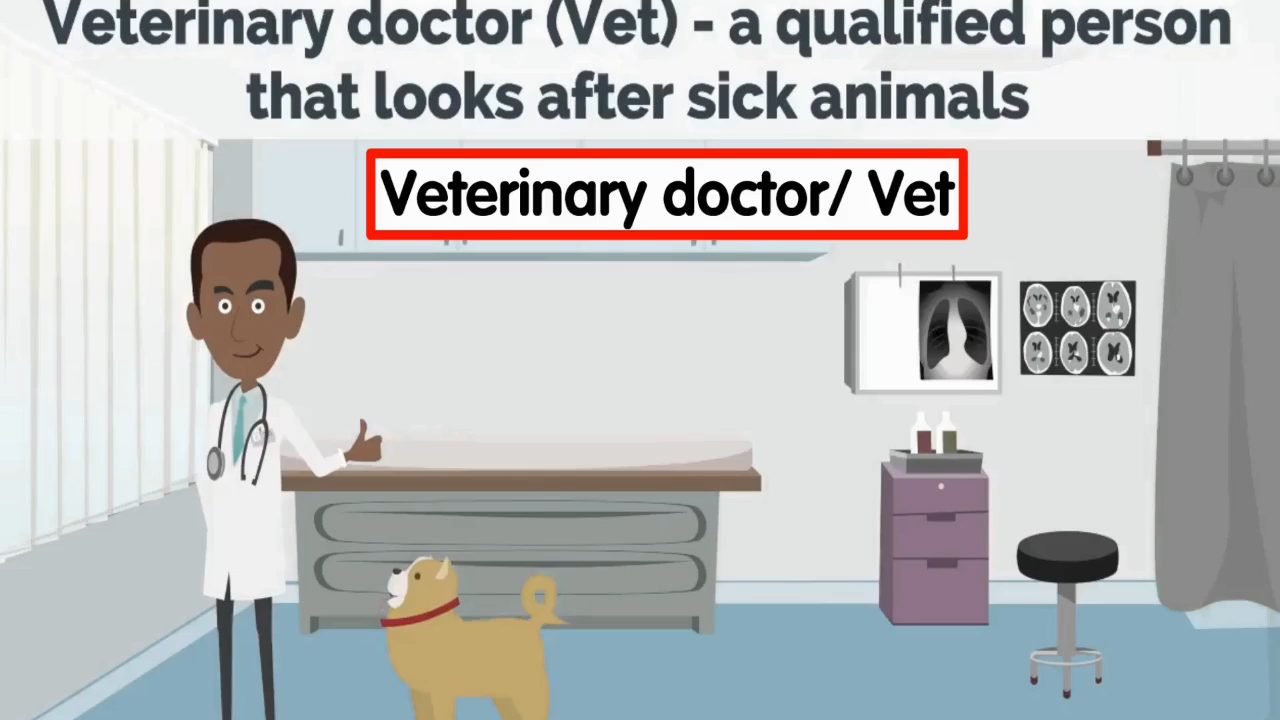 Veterinary doctor (Vet) - a qualified person
that looks after sick animals
Veterinary doctor/ Vet